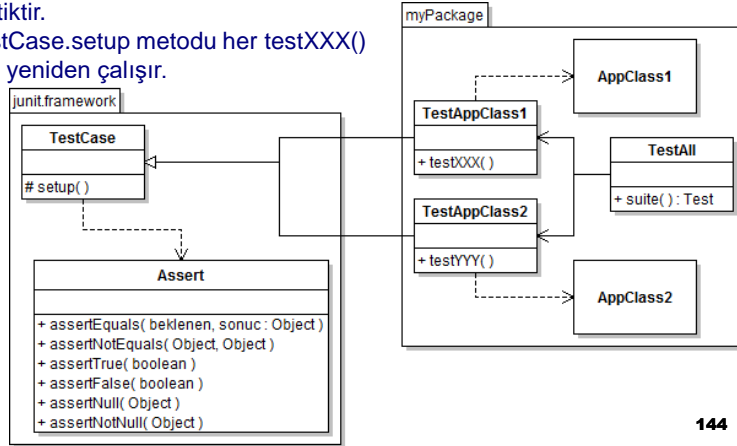 tiktir.
stCase.setup metodu her testXXX()
yeniden çalışır.
junit.framework
TestCase
# setup( )
Assert
+ assertEquals( beklenen, sonuc : Object )
+ assertNotEquals( Object, Object )
+ assertTrue( boolean )
+ assertFalse( boolean )
+ assertNull( Object )
+ assertNotNull( Object )
myPackage
AppClass1
TestAppClass1
+ testXXX( )
TestAll
+ suite( ) : Test
TestAppClass2
+ testYYY( )
AppClass2
144